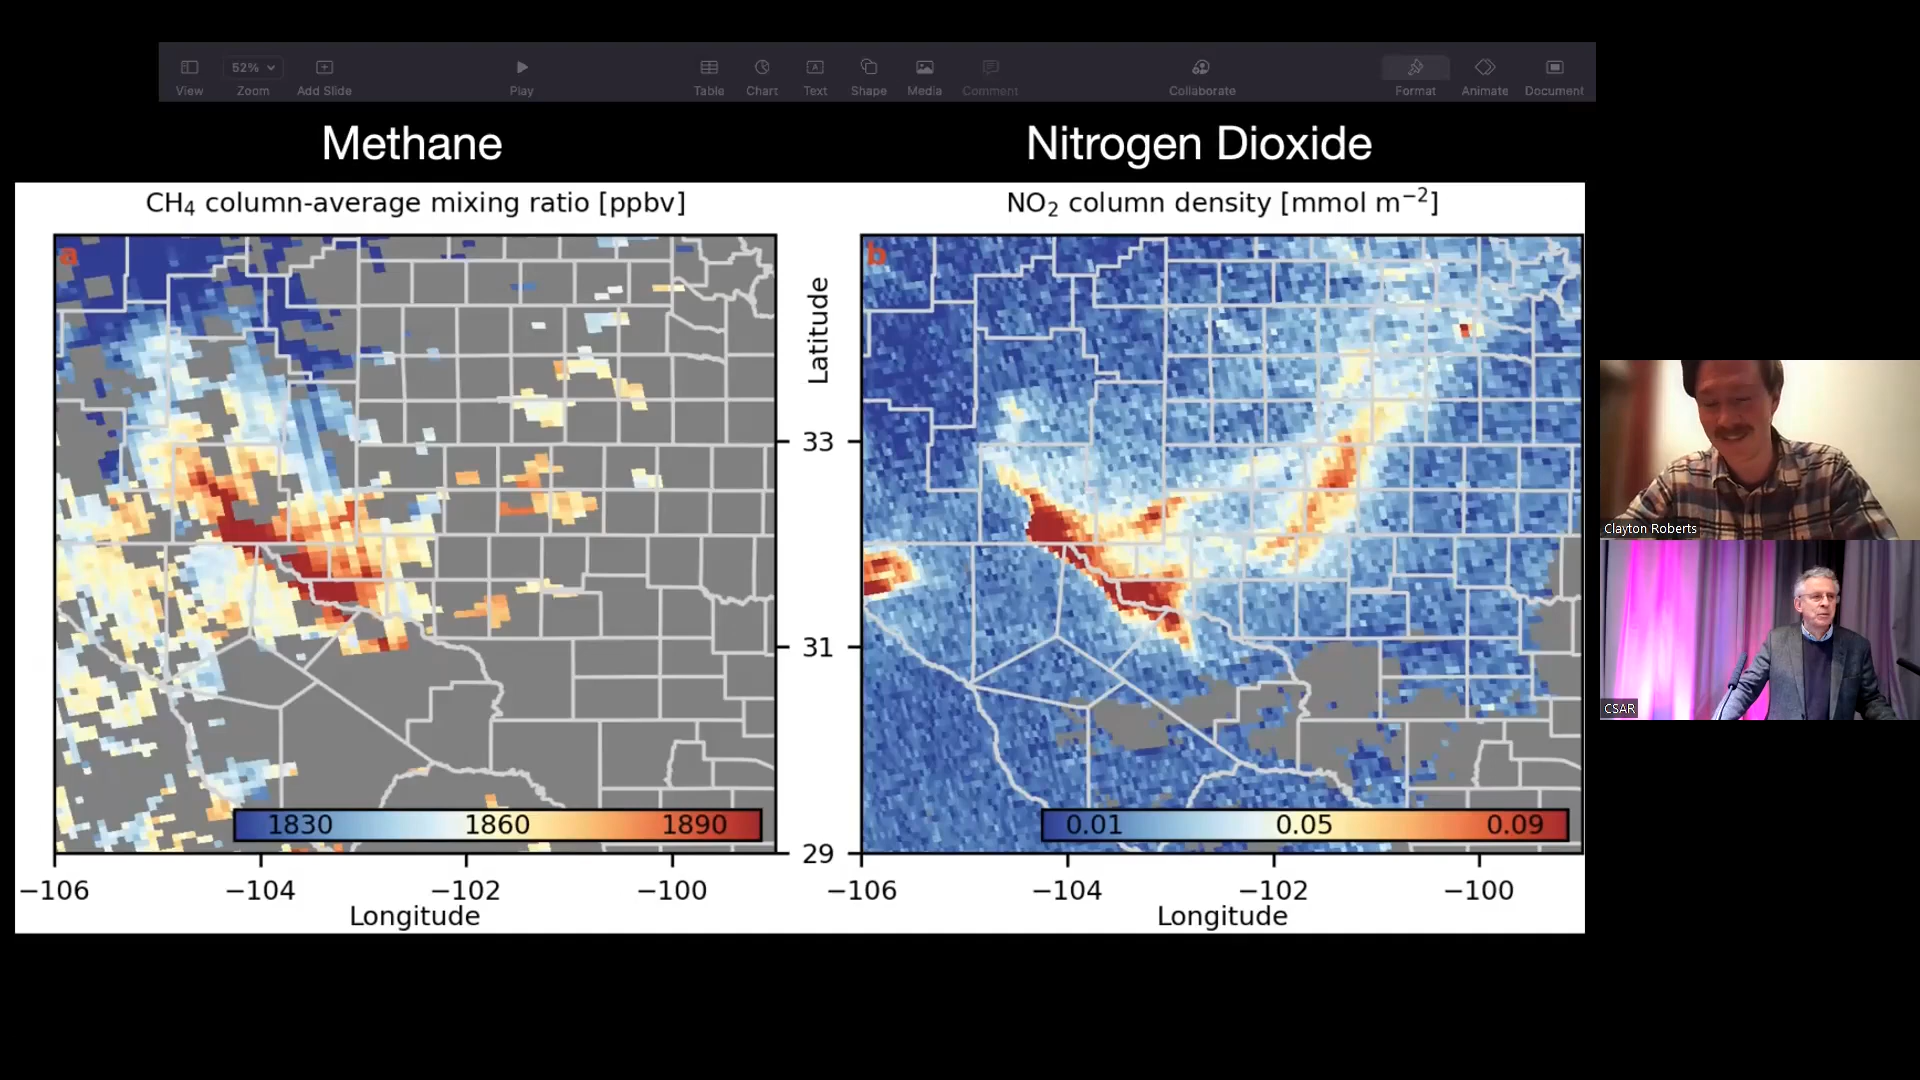 View
52%
Zoom
Add Slide
Play
Table
Chart
Text
Shape
Media
Comment
Collaborate
Format
Animate
Document
Methane
Nitrogen Dioxide
CH₄ column-average mixing ratio [ppbv]
NO₂ column density [mmol m⁻²]
a
b
Latitude
33
31
29
1830 1860 1890
0.01 0.05 0.09
−106 −104 −102 −100
−106 −104 −102 −100
Longitude
Longitude
Clayton Roberts
CSAR